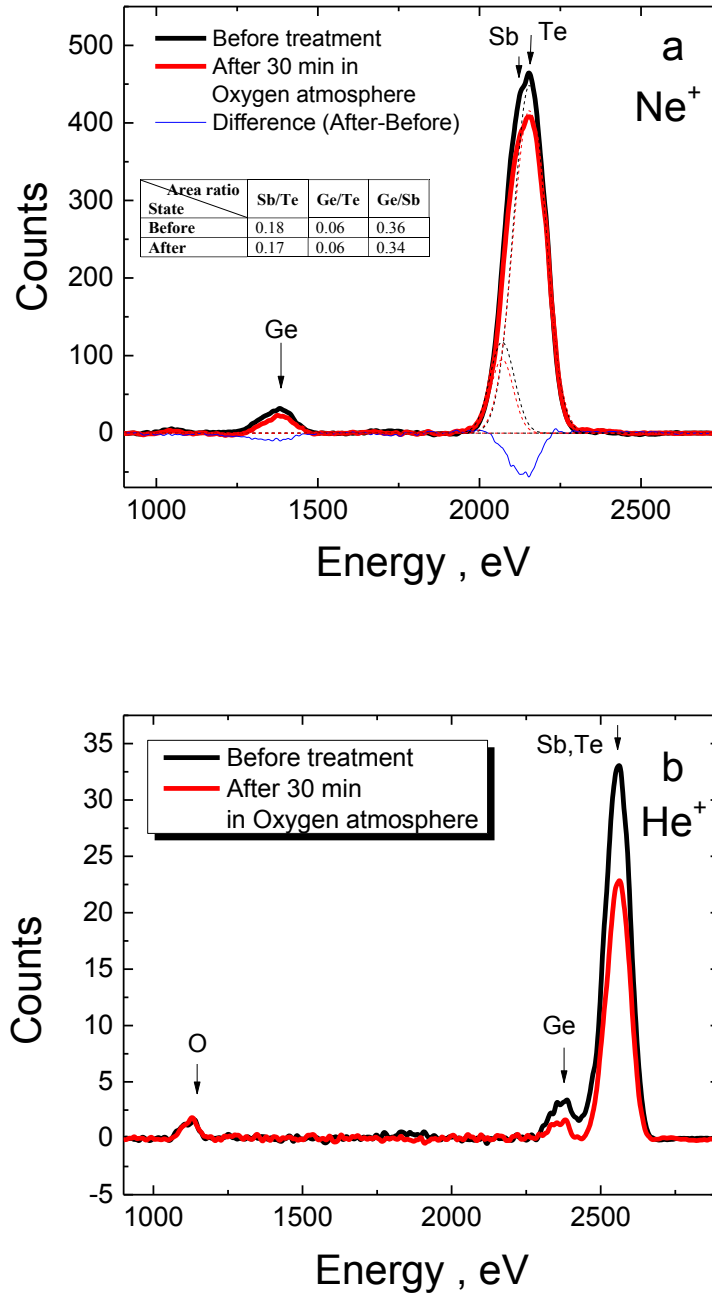 500
400
300
200
100
0
Counts
Before treatment
After 30 min in
Oxygen atmosphere
Difference (After-Before)
Sb
Te
a
Ne+
Area ratio
State
Sb/Te Ge/Te Ge/Sb
Before 0.18 0.06 0.36
After 0.17 0.06 0.34
Ge
1000 1500 2000 2500
Energy , eV
35
30
25
20
15
10
5
0
-5
Counts
Before treatment
After 30 min
in Oxygen atmosphere
Sb,Te
b
He+
O
Ge
1000 1500 2000 2500
Energy , eV